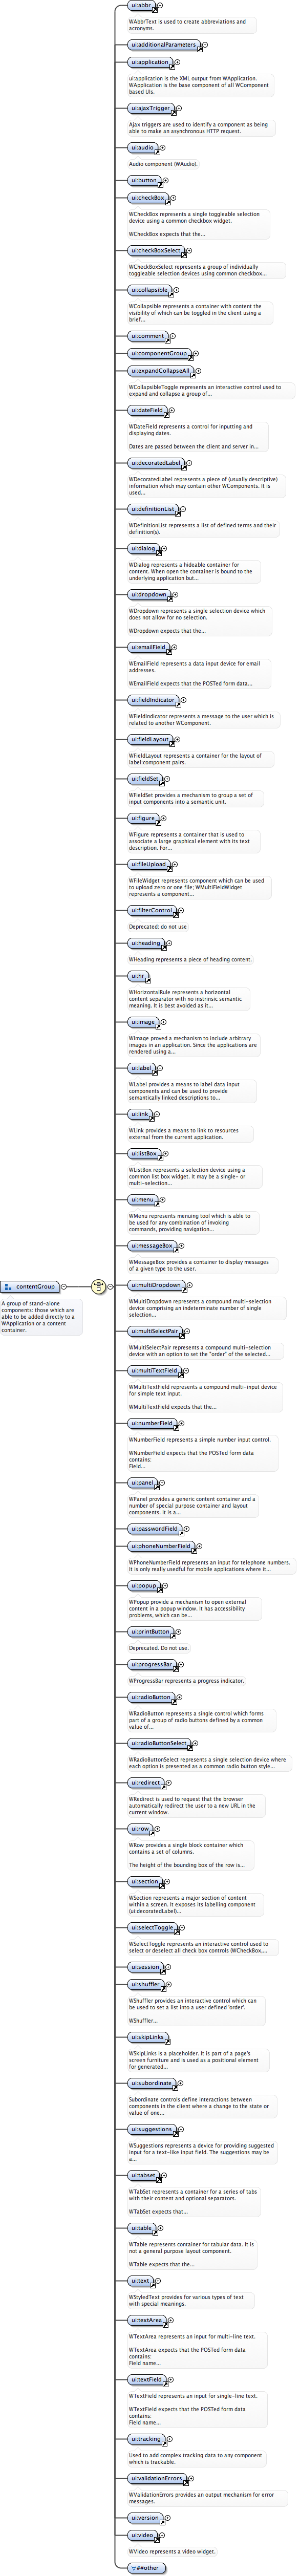 ui:abbr
WAbbrText is used to create abbreviations and
acronyms.
ui:additionalParameters
ui:application
ui:application is the XML output from WApplication.
WApplication is the base component of all WComponent
based UIs.
ui:ajaxTrigger
Ajax triggers are used to identify a component as being
able to make an asynchronous HTTP request.
ui:audio
Audio component (WAudio).
ui:button
ui:checkBox
WCheckBox represents a single toggleable selection
device using a common checkbox widget.
WCheckBox expects that the...
ui:checkBoxSelect
WCheckBoxSelect represents a group of individually
toggleable selection devices using common checkbox...
ui:collapsible
WCollapsible represents a container with content the
visibility of which can be toggled in the client using a
brief...
ui:comment
ui:componentGroup
ui:expandCollapseAll
WCollapsibleToggle represents an interactive control used to
expand and collapse a group of...
ui:dateField
WDateField represents a control for inputting and
displaying dates.
Dates are passed between the client and server in...
ui:decoratedLabel
WDecoratedLabel represents a piece of (usually descriptive)
information which may contain other WComponents. It is
used...
ui:definitionList
WDefinitionList represents a list of defined terms and their
definition(s).
ui:dialog
WDialog represents a hideable container for
content. When open the container is bound to the
underlying application but...
ui:dropdown
WDropdown represents a single selection device which
does not allow for no selection.
WDropdown expects that the...
ui:emailField
WEmailField represents a data input device for email
addresses.
WEmailField expects that the POSTed form data...
ui:fieldIndicator
WFieldIndicator represents a message to the user which is
related to another WComponent.
ui:fieldLayout
WFieldLayout represents a container for the layout of
label:component pairs.
ui:fieldSet
WFieldSet provides a mechanism to group a set of
input components into a semantic unit.
ui:figure
WFigure represents a container that is used to
associate a large graphical element with its text
description. For...
ui:fileUpload
WFileWidget represents component which can be used
to upload zero or one file; WMultiFieldWidget
represents a component...
ui:filterControl
Deprecated: do not use
ui:heading
WHeading represents a piece of heading content.
ui:hr
WHorizontalRule represents a horizontal
content separator with no instrinsic semantic
meaning. It is best avoided as it...
ui:image
WImage proved a mechanism to include arbitrary
images in an application. Since the applications are
rendered using a...
ui:label
WLabel provides a means to label data input
components and can be used to provide
semantically linked descriptions to...
ui:link
WLink provides a means to link to resources
external from the current application.
ui:listBox
WListBox represents a selection device using a
common list box widget. It may be a single- or
multi-selection...
ui:menu
WMenu represents menuing tool which is able to
be used for any combination of invoking
commands, providing navigation...
ui:messageBox
WMessageBox provides a container to display messages
of a given type to the user.
contentGroup
A group of stand-alone
components: those which are
able to be added directly to a
WApplication or a content
container.
ui:multiDropdown
WMultiDropdown represents a compound multi-selection
device comprising an indeterminate number of single
selection...
ui:multiSelectPair
WMultiSelectPair represents a compound multi-selection
device with an option to set the "order" of the selected...
ui:multiTextField
WMultiTextField represents a compound multi-input device
for simple text input.
WMultiTextField expects that the...
ui:numberField
WNumberField represents a simple number input control.
WNumberField expects that the POSTed form data
contains:
Field...
ui:panel
WPanel provides a generic content container and a
number of special purpose container and layout
components. It is a...
ui:passwordField
ui:phoneNumberField
WPhoneNumberField represents an input for telephone numbers.
It is only really usedful for mobile applications where it...
ui:popup
WPopup provide a mechanism to open external
content in a popup window. It has accessibility
problems, which can be...
ui:printButton
Deprecated. Do not use.
ui:progressBar
WProgressBar represents a progress indicator.
ui:radioButton
WRadioButton represents a single control which forms
part of a group of radio buttons defined by a common
value of...
ui:radioButtonSelect
WRadioButtonSelect represents a single selection device where
each option is presented as a common radio button style...
ui:redirect
WRedirect is used to request that the browser
automatically redirect the user to a new URL in the
current window.
ui:row
WRow provides a single block container which
contains a set of columns.
The height of the bounding box of the row is...
ui:section
WSection represents a major section of content
within a screen. It exposes its labelling component
(ui:decoratedLabel)...
ui:selectToggle
WSelectToggle represents an interactive control used to
select or deselect all check box controls (WCheckBox,...
ui:session
ui:shuffler
WShuffler provides an interactive control which can
be used to set a list into a user defined 'order'.
WShuffler...
ui:skipLinks
WSkipLinks is a placeholder. It is part of a page's
screen furniture and is used as a positional element
for generated...
ui:subordinate
Subordinate controls define interactions between
components in the client where a change to the state or
value of one...
ui:suggestions
WSuggestions represents a device for providing suggested
input for a text-like input field. The suggestions may be
a...
ui:tabset
WTabSet represents a container for a series of tabs
with their content and optional separators.
WTabSet expects that...
ui:table
WTable represents container for tabular data. It is
not a general purpose layout component.
WTable expects that the...
ui:text
WStyledText provides for various types of text
with special meanings.
ui:textArea
WTextArea represents an input for multi-line text.
WTextArea expects that the POSTed form data
contains:
Field name...
ui:textField
WTextField represents an input for single-line text.
WTextField expects that the POSTed form data
contains:
Field name...
ui:tracking
Used to add complex tracking data to any component
which is trackable.
ui:validationErrors
WValidationErrors provides an output mechanism for error
messages.
ui:version
ui:video
WVideo represents a video widget.
##other